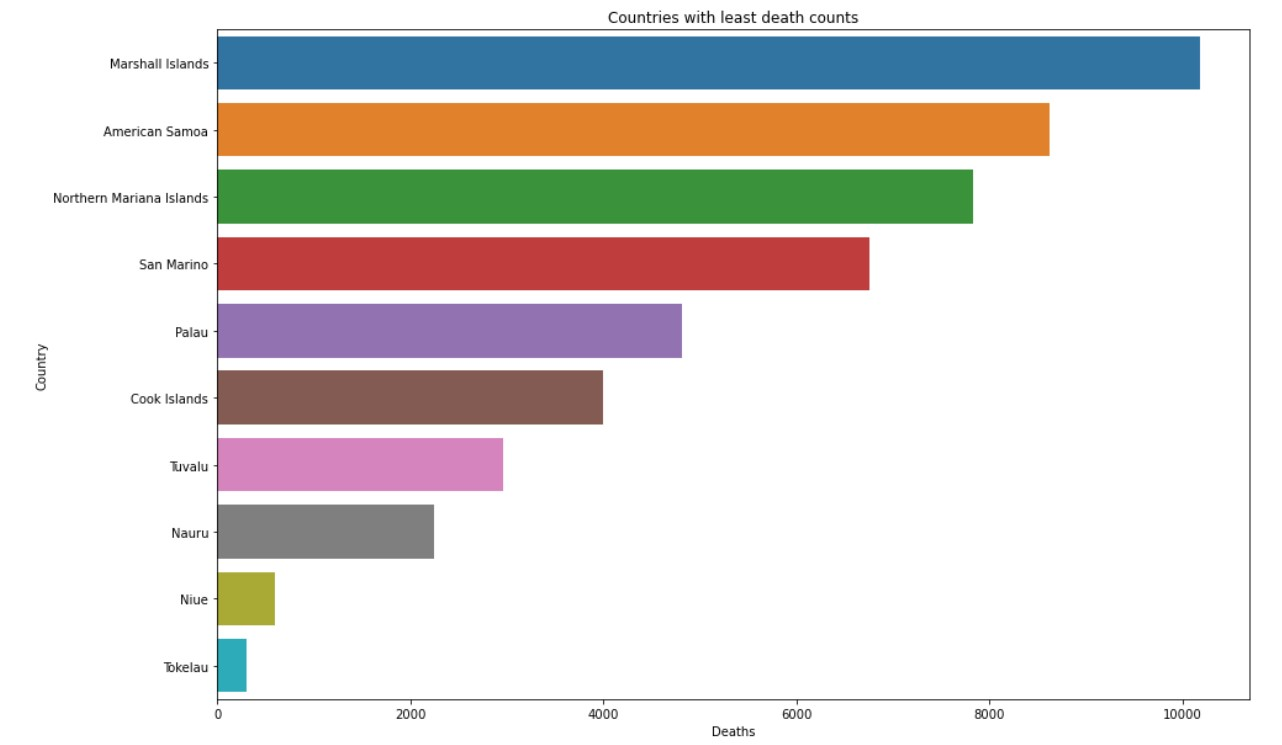 Countries with least death counts
Marshall Islands
American Samoa
Northern Mariana Islands
San Marino
Palau
Country
Cook Islands
Tuvalu
Nauru
Niue
Tokelau
0 2000 4000 6000 8000 10000
Deaths